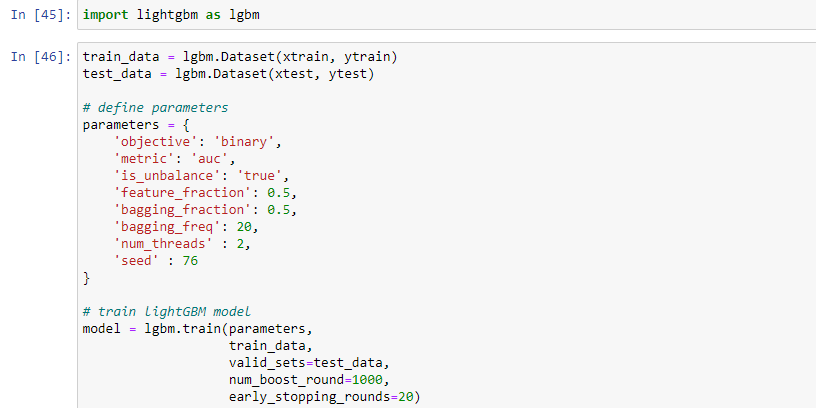 In [45]: import lightgbm as lgbm
In [46]: train_data = lgbm.Dataset(xtrain, ytrain)
test_data = lgbm.Dataset(xtest, ytest)
# define parameters
parameters = {
    'objective': 'binary',
    'metric': 'auc',
    'is_unbalance': 'true',
    'feature_fraction': 0.5,
    'bagging_fraction': 0.5,
    'bagging_freq': 20,
    'num_threads' : 2,
    'seed' : 76
}
# train LightGBM model
model = lgbm.train(parameters,
                   train_data,
                   valid_sets=test_data,
                   num_boost_round=1000,
                   early_stopping_rounds=20)